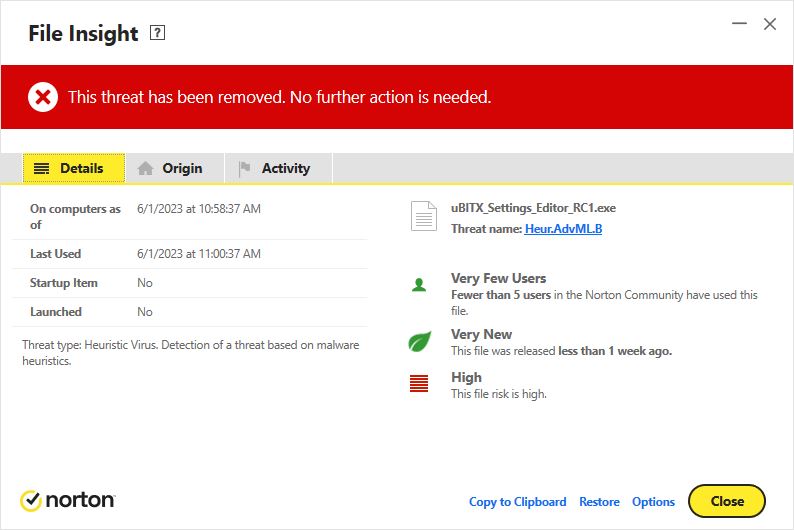 File Insight ?
This threat has been removed. No further action is needed.
Details Origin Activity
On computers as of 6/1/2023 at 10:58:37 AM
Last Used 6/1/2023 at 11:00:37 AM
Startup Item No
Launched No
Threat type: Heuristic Virus. Detection of a threat based on malware
heuristics.
uBITX_Settings_Editor_RC1.exe
Threat name: Heur.AdvML.B
Very Few Users
Fewer than 5 users in the Norton Community have used this
file.
Very New
This file was released less than 1 week ago.
High
This file risk is high.
norton
Copy to Clipboard Restore Options Close